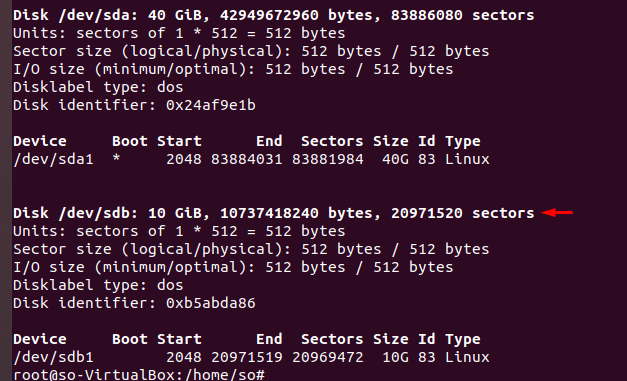 Disk /dev/sda: 40 GiB, 42949672960 bytes, 83886080 sectors
Units: sectors of 1 * 512 = 512 bytes
Sector size (logical/physical): 512 bytes / 512 bytes
I/O size (minimum/optimal): 512 bytes / 512 bytes
Disklabel type: dos
Disk identifier: 0x24af9e1b
Device     Boot Start      End  Sectors Size Id Type
/dev/sda1  *     2048 83884031 83881984  40G 83 Linux
Disk /dev/sdb: 10 GiB, 10737418240 bytes, 20971520 sectors
Units: sectors of 1 * 512 = 512 bytes
Sector size (logical/physical): 512 bytes / 512 bytes
I/O size (minimum/optimal): 512 bytes / 512 bytes
Disklabel type: dos
Disk identifier: 0xb5abda86
Device     Boot Start      End  Sectors Size Id Type
/dev/sdb1        2048 20971519 20969472  10G 83 Linux
root@so-VirtualBox:/home/so#